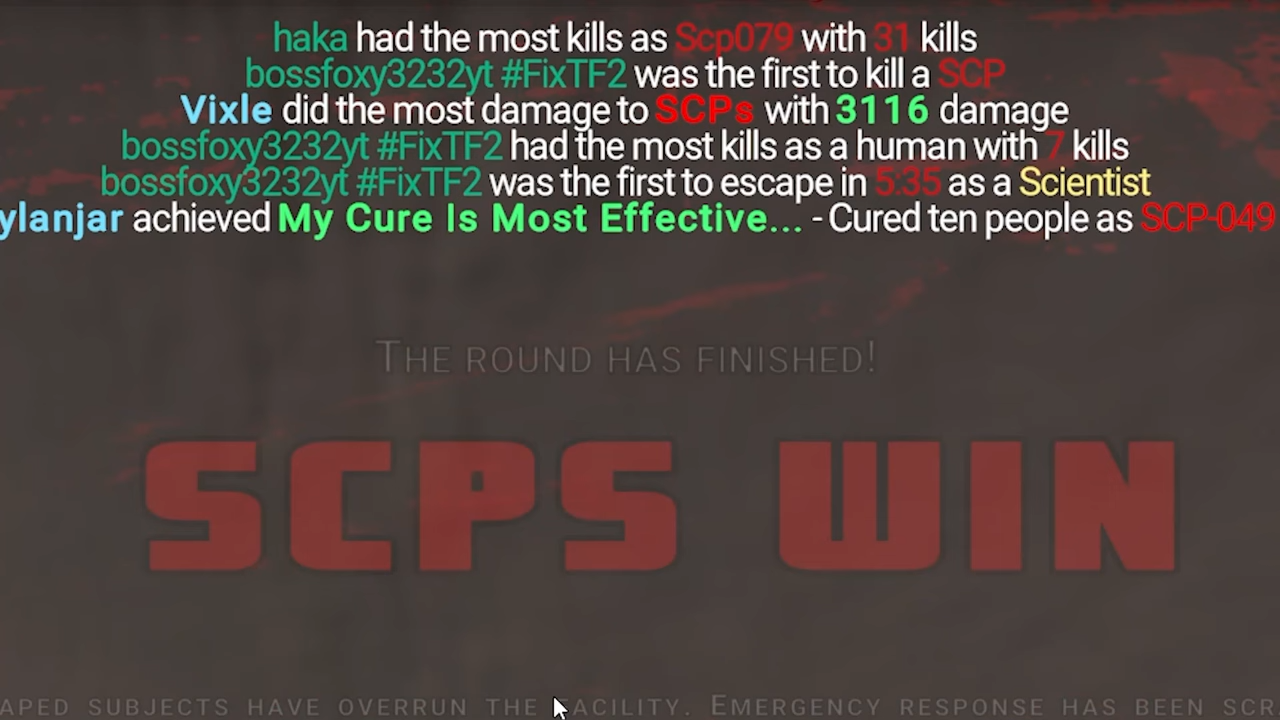 haka had the most kills as Scp079 with 31 kills
bossfoxy3232yt #FixTF2 was the first to kill a SCP
Vixle did the most damage to SCPs with 3116 damage
bossfoxy3232yt #FixTF2 had the most kills as a human with 7 kills
bossfoxy3232yt #FixTF2 was the first to escape in 5:35 as a Scientist
ylanjar achieved My Cure Is Most Effective... - Cured ten people as SCP-049
THE ROUND HAS FINISHED!
SCPS WIN
APED SUBJECTS HAVE OVERRUN THE FACILITY. EMERGENCY RESPONSE HAS BEEN SCR